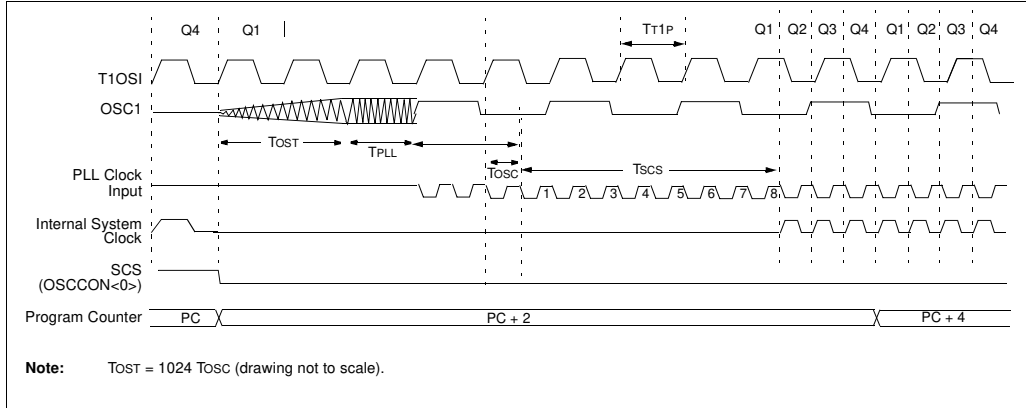 Q4 Q1 TT1P Q1 Q2 Q3 Q4 Q1 Q2 Q3 Q4
T1OSI
OSC1
TOST TPLL
TOSC TSCS
PLL Clock
Input
1 2 3 4 5 6 7 8
Internal System
Clock
SCS
(OSCCON<0>)
Program Counter PC PC + 2 PC + 4
Note: TOST = 1024 TOSC (drawing not to scale).